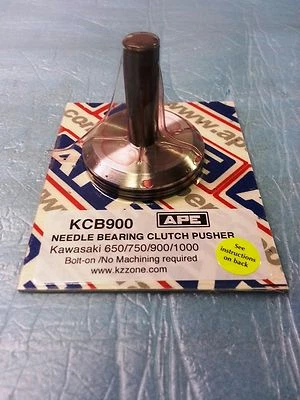 KCB900 APE
NEEDLE BEARING CLUTCH PUSHER
Kawasaki 650/750/900/1000
Bolt-on /No Machining required
www.kzzone.com
See
instructions
on back